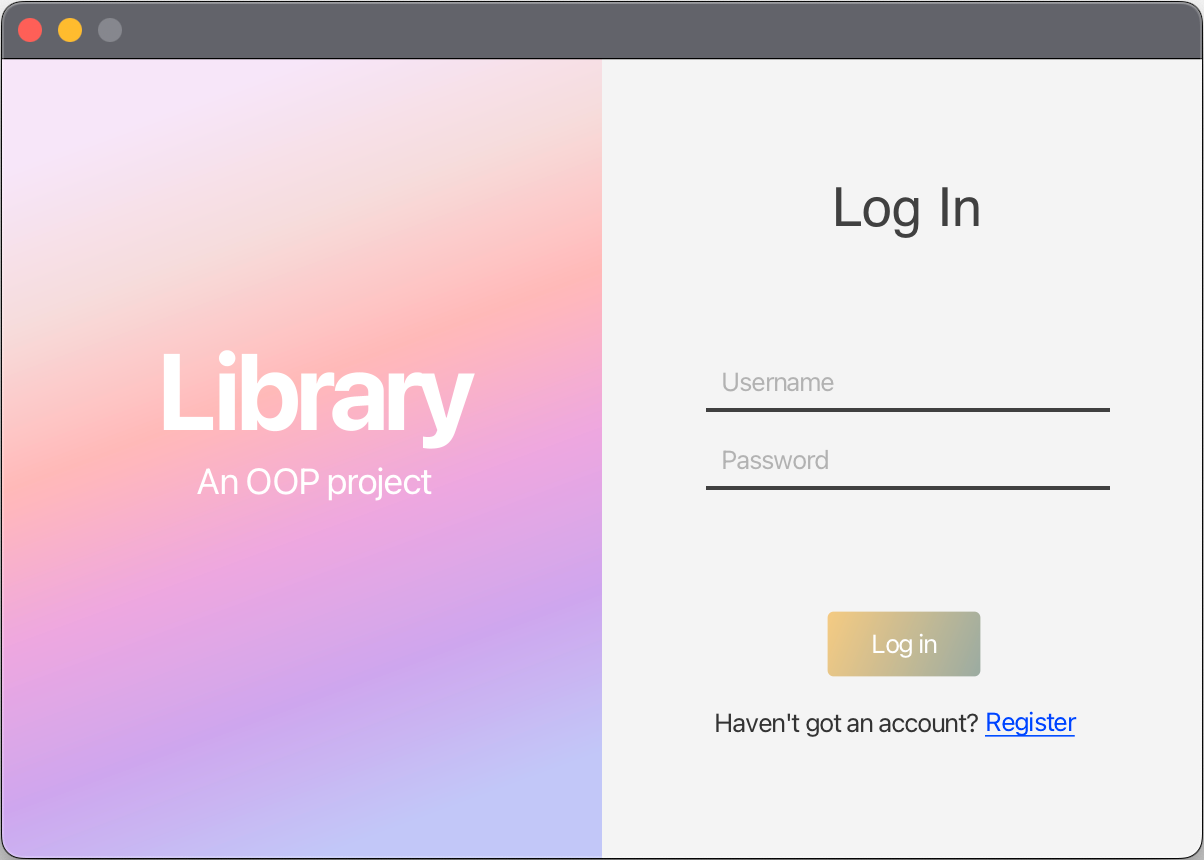 Library
An OOP project
Log In
Username
Password
Log in
Haven't got an account? Register